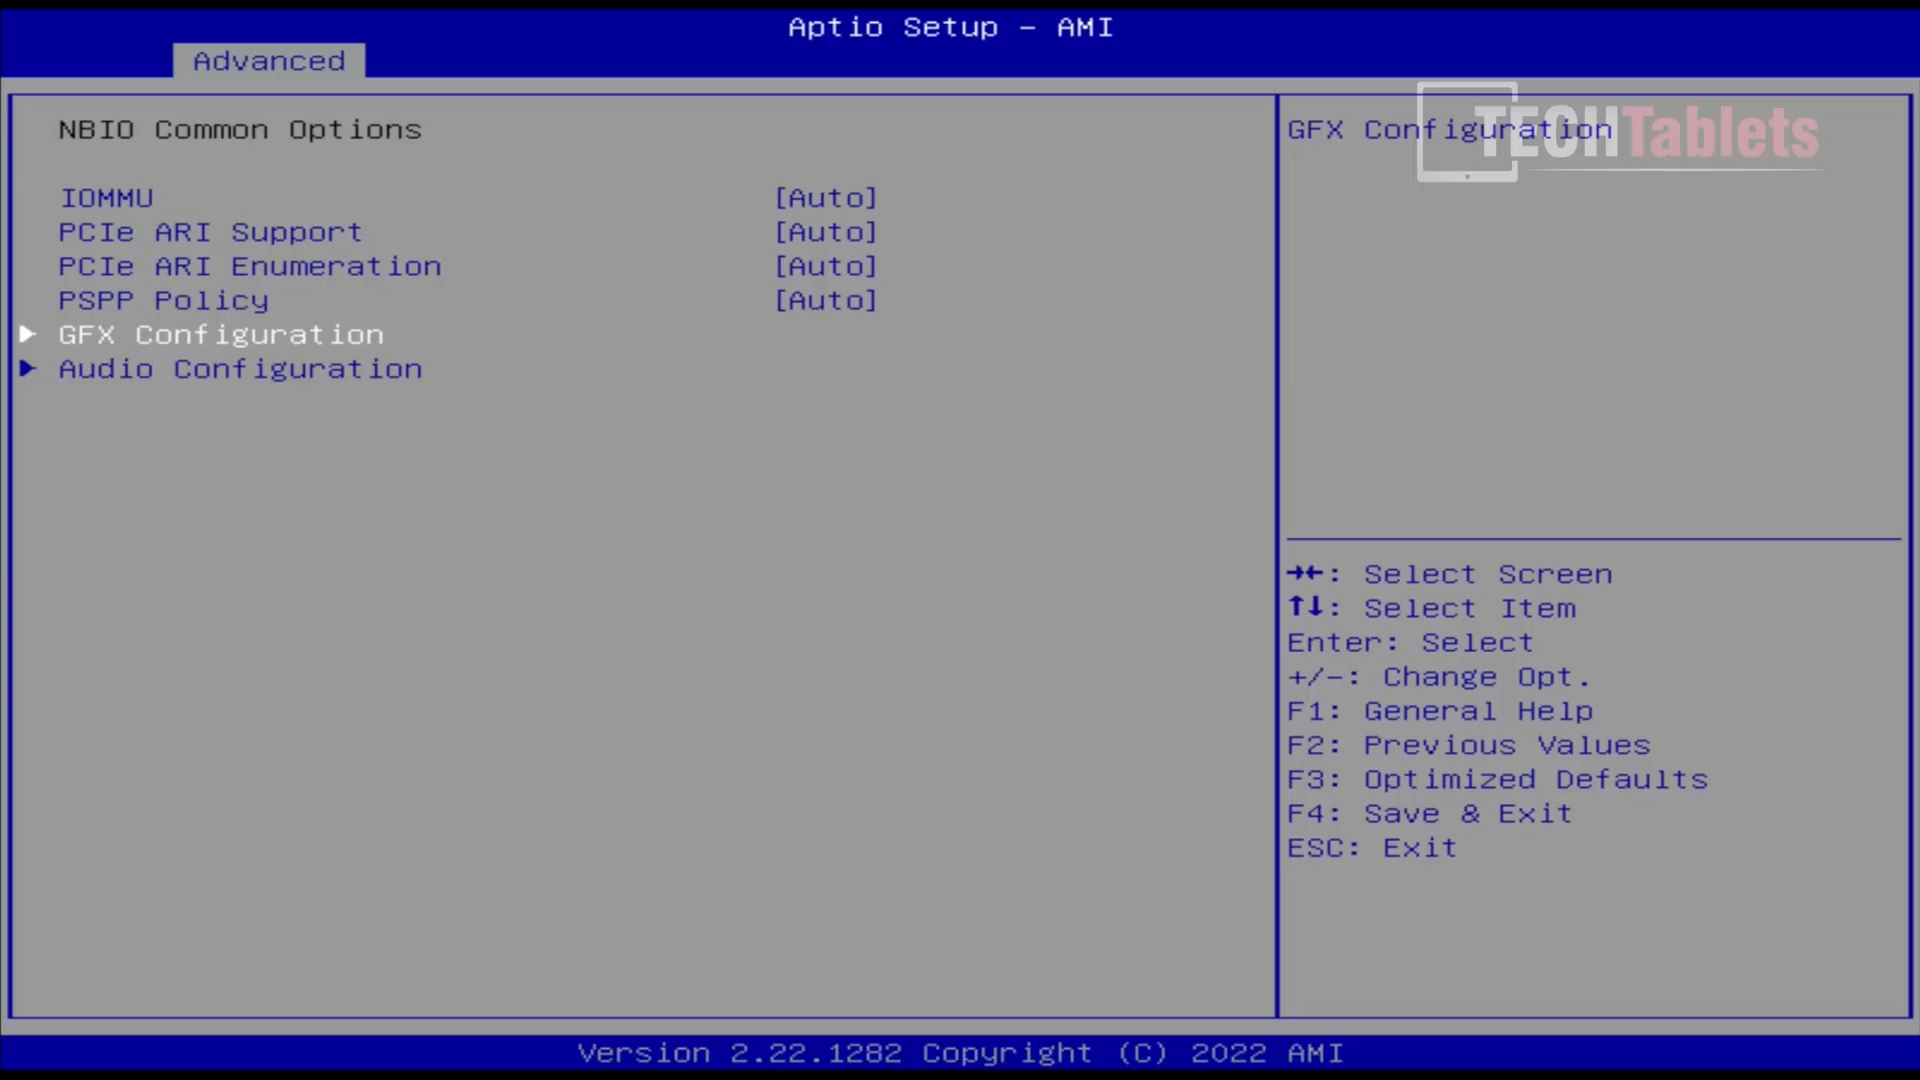 Aptio Setup - AMI
Advanced
NBIO Common Options
IOMMU [Auto]
PCIe ARI Support [Auto]
PCIe ARI Enumeration [Auto]
PSPP Policy [Auto]
GFX Configuration
Audio Configuration
GFX Configuration
TECHTablets
→←: Select Screen
↑↓: Select Item
Enter: Select
+/-: Change Opt.
F1: General Help
F2: Previous Values
F3: Optimized Defaults
F4: Save & Exit
ESC: Exit
Version 2.22.1282 Copyright (C) 2022 AMI